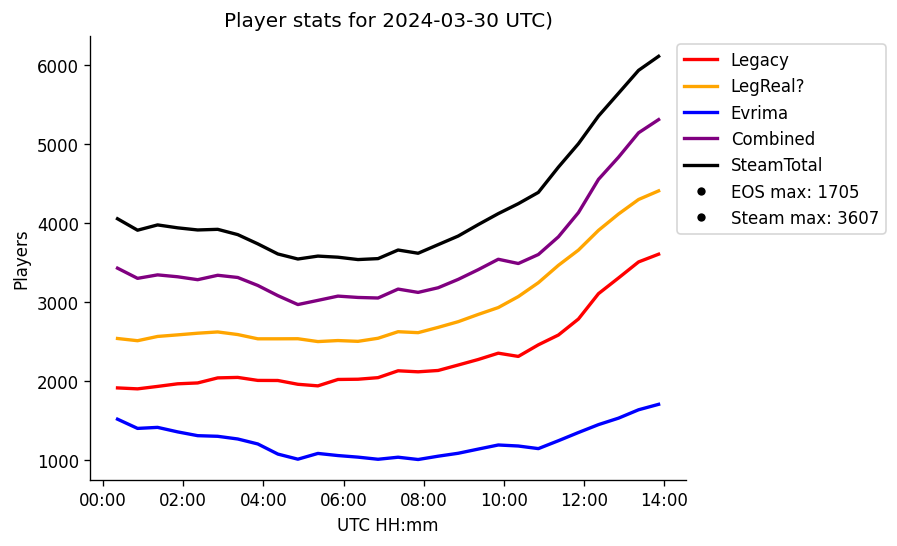 Player stats for 2024-03-30 UTC)
Players
6000
5000
4000
3000
2000
1000
00:00 02:00 04:00 06:00 08:00 10:00 12:00 14:00
UTC HH:mm
Legacy
LegReal?
Evrima
Combined
SteamTotal
EOS max: 1705
Steam max: 3607